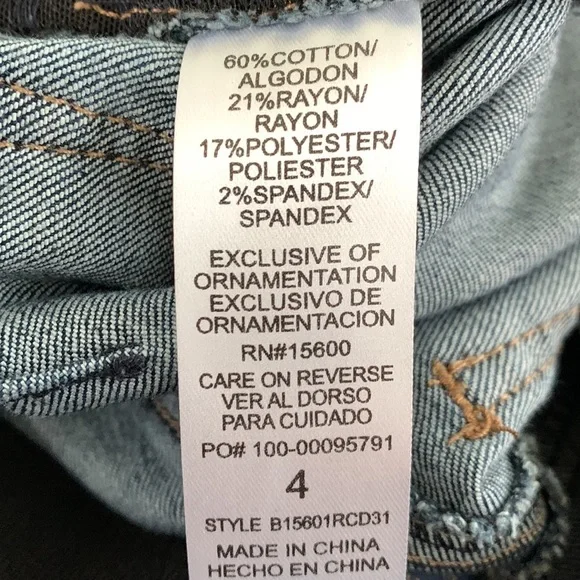 60%COTTON/
ALGODON
21%RAYON/
RAYON
17%POLYESTER/
POLIESTER
2%SPANDEX/
SPANDEX
EXCLUSIVE OF
ORNAMENTATION
EXCLUSIVO DE
ORNAMENTACION
RN#15600
CARE ON REVERSE
VER AL DORSO
PARA CUIDADO
PO# 100-00095791
4
STYLE B15601RCD31
MADE IN CHINA
HECHO EN CHINA